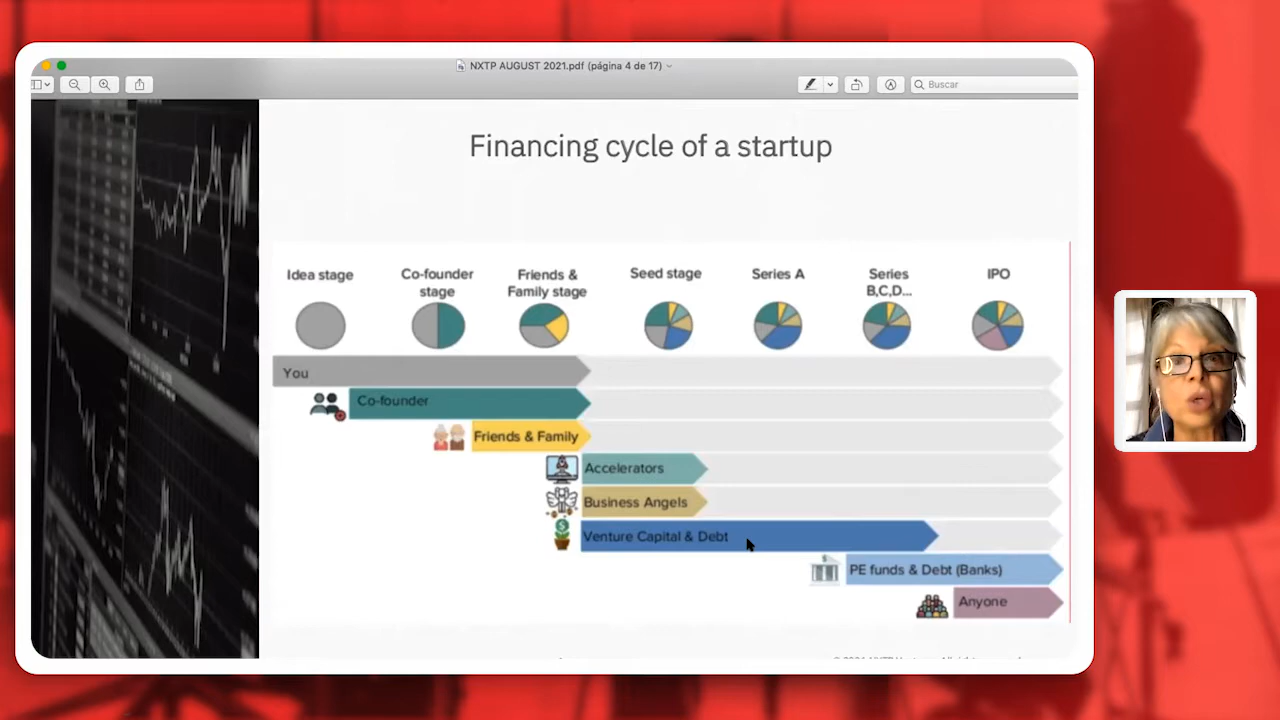 NXTP AUGUST 2021.pdf (página 4 de 17)
Buscar
Financing cycle of a startup
Idea stage
Co-founder
stage
Friends &
Family stage
Seed stage
Series A
Series
B,C,D...
IPO
You
Co-founder
Friends & Family
Accelerators
Business Angels
Venture Capital & Debt
PE funds & Debt (Banks)
Anyone